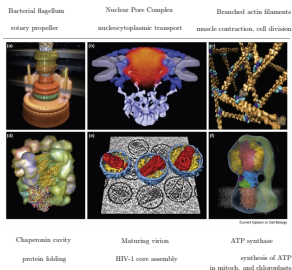 Bacterial flagellum
rotary propeller
Nuclear Pore Complex
nucleocytoplasmic transport
Branched actin filaments
muscle contraction, cell division
(a)
(b)
(c)
(d)
(e)
(f)
Current Opinion in Cell Biology
Chaperonin cavity
protein folding
Maturing virion
HIV-1 core assembly
ATP synthase
synthesis of ATP
in mitoch. and chloroplasts